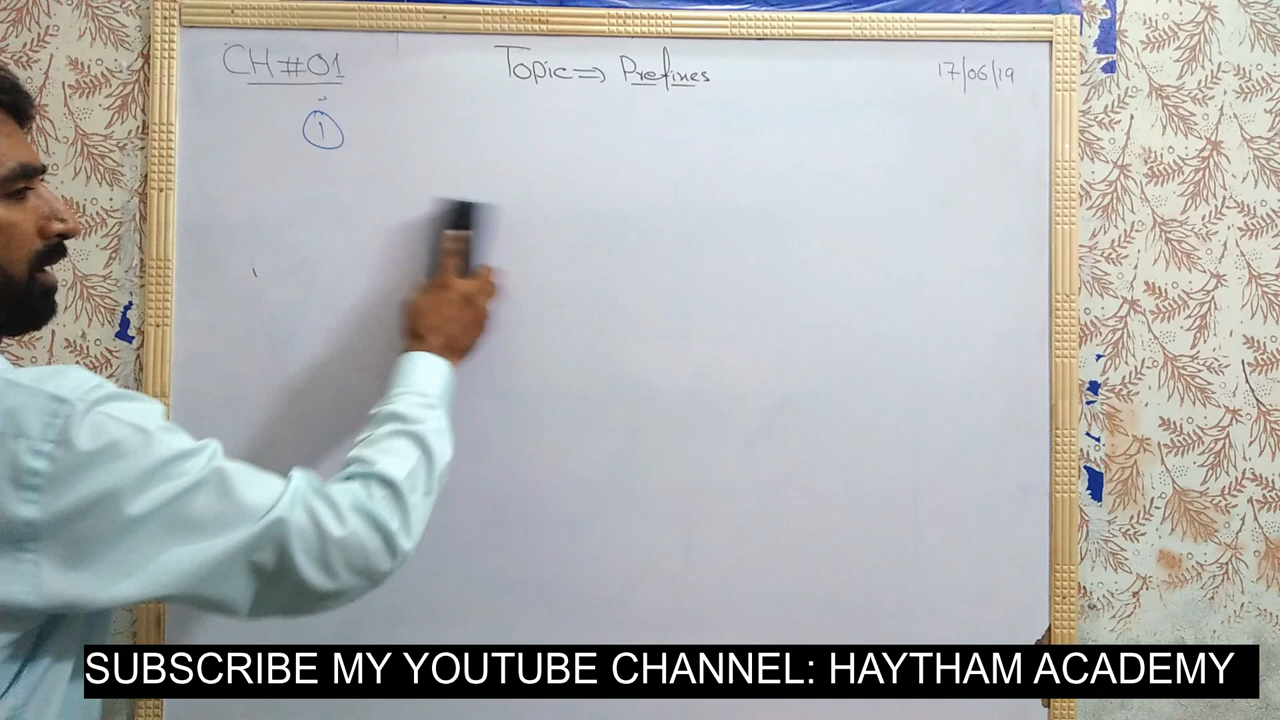 CH#01
Topic⇒ Prefixes
17/06/19
1
SUBSCRIBE MY YOUTUBE CHANNEL: HAYTHAM ACADEMY